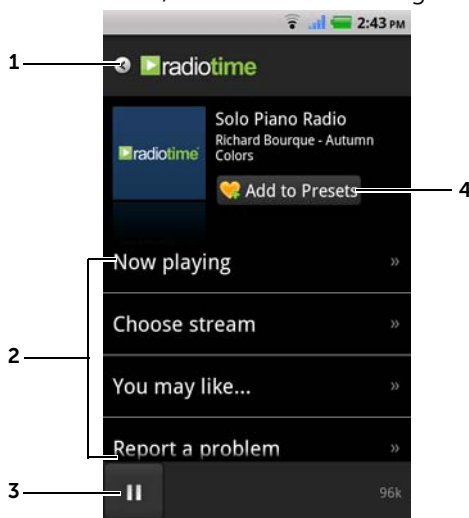 2:43 PM
1
radiotime
Solo Piano Radio
Richard Bourque - Autumn
Colors
radiotime
Add to Presets
4
Now playing »
2
Choose stream »
You may like... »
Report a problem »
3
96k